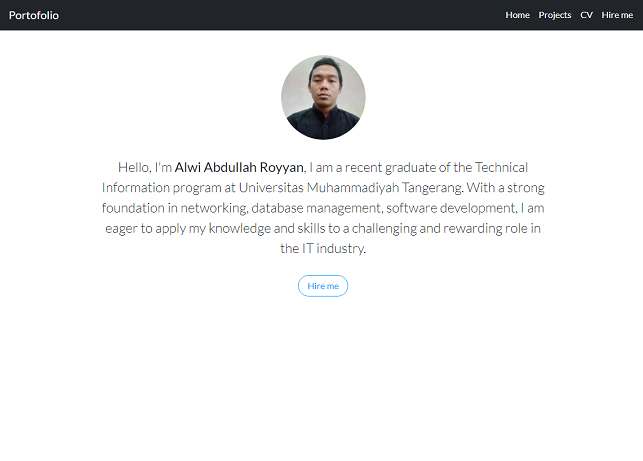 Portofolio
Home Projects CV Hire me
Hello, I'm Alwi Abdullah Royyan, I am a recent graduate of the Technical
Information program at Universitas Muhammadiyah Tangerang. With a strong
foundation in networking, database management, software development, I am
eager to apply my knowledge and skills to a challenging and rewarding role in
the IT industry.
Hire me